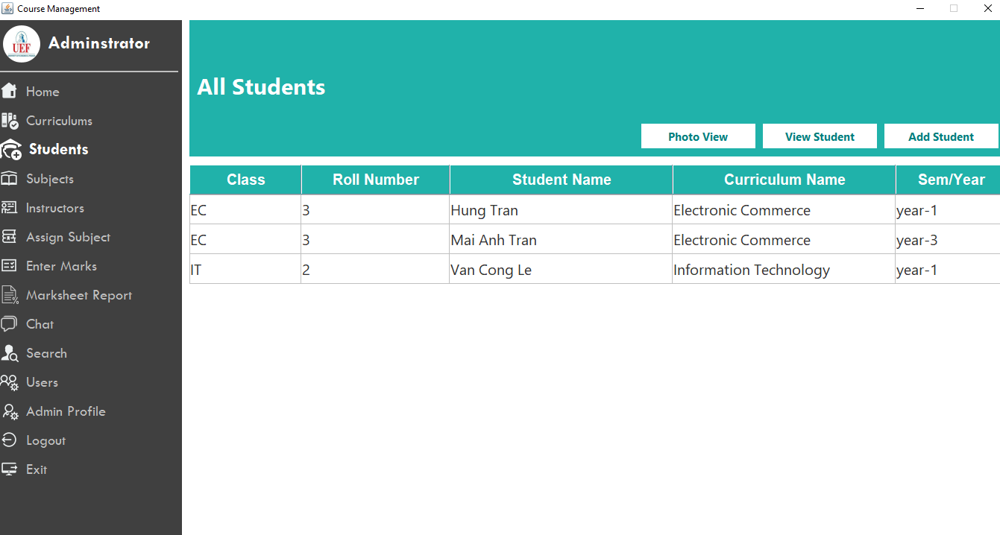 Course Management
UEF
Adminstrator
Home
Curriculums
Students
Subjects
Instructors
Assign Subject
Enter Marks
Marksheet Report
Chat
Search
Users
Admin Profile
Logout
Exit
All Students
Photo View View Student Add Student
Class Roll Number Student Name Curriculum Name Sem/Year
EC 3 Hung Tran Electronic Commerce year-1
EC 3 Mai Anh Tran Electronic Commerce year-3
IT 2 Van Cong Le Information Technology year-1